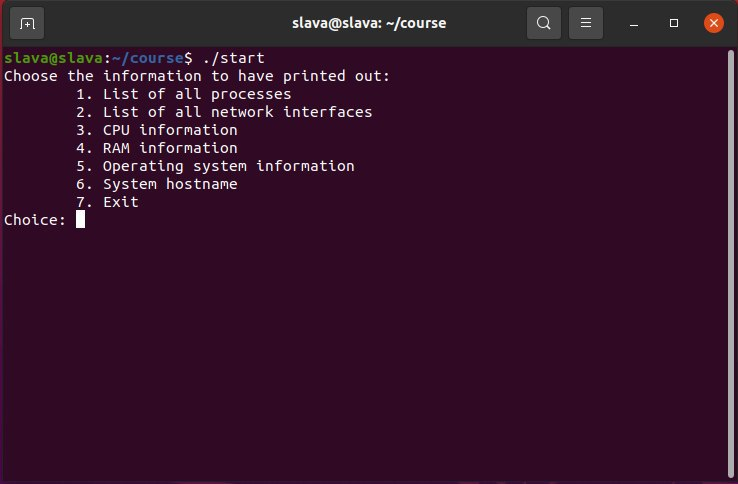 slava@slava: ~/course
slava@slava:~/course$ ./start
Choose the information to have printed out:
1. List of all processes
2. List of all network interfaces
3. CPU information
4. RAM information
5. Operating system information
6. System hostname
7. Exit
Choice: